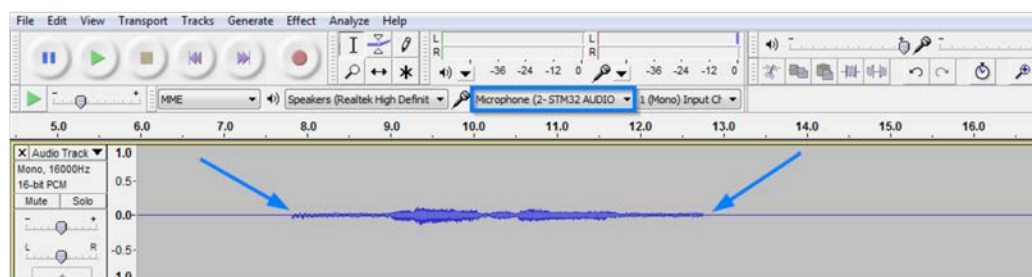 File Edit View Transport Tracks Generate Effect Analyze Help
L
R
-36 -24 -12 0
L
R
-36 -24 -12 0
MME
Speakers (Realtek High Definit
Microphone (2- STM32 AUDIO
1 (Mono) Input Ch
5.0 6.0 7.0 8.0 9.0 10.0 11.0 12.0 13.0 14.0 15.0 16.0
X Audio Track
Mono, 16000Hz
16-bit PCM
Mute Solo
- +
L R
1.0
0.5
0.0
-0.5
1.0